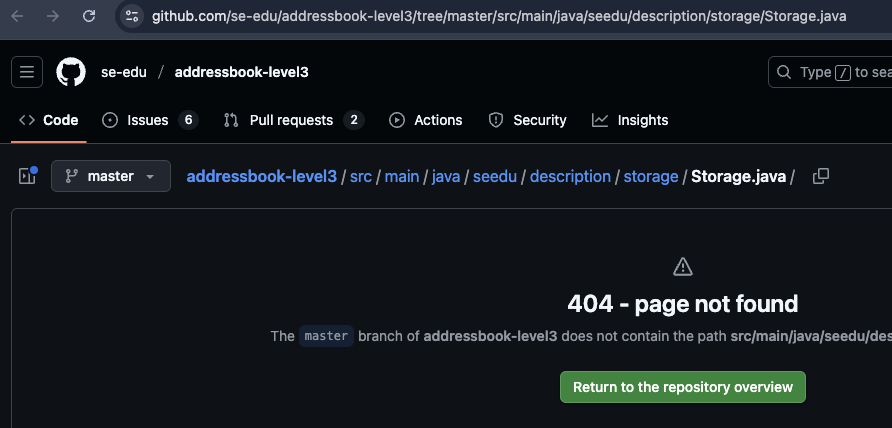 github.com/se-edu/addressbook-level3/tree/master/src/main/java/seedu/description/storage/Storage.java
se-edu / addressbook-level3
Type / to sea
Code Issues 6 Pull requests 2 Actions Security Insights
master addressbook-level3 / src / main / java / seedu / description / storage / Storage.java /
404 - page not found
The master branch of addressbook-level3 does not contain the path src/main/java/seedu/des
Return to the repository overview